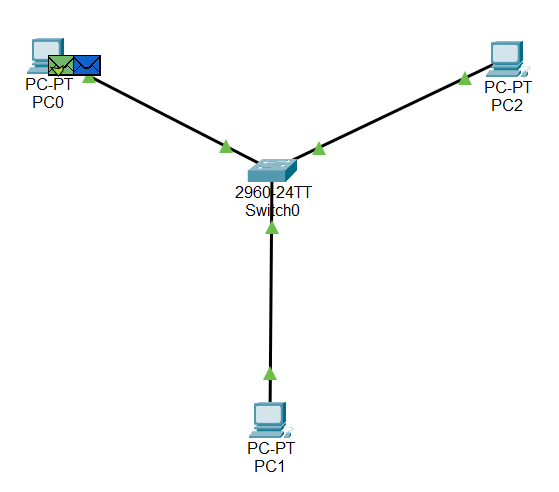 PC-PT
PC0
PC-PT
PC2
2960-24TT
Switch0
PC-PT
PC1